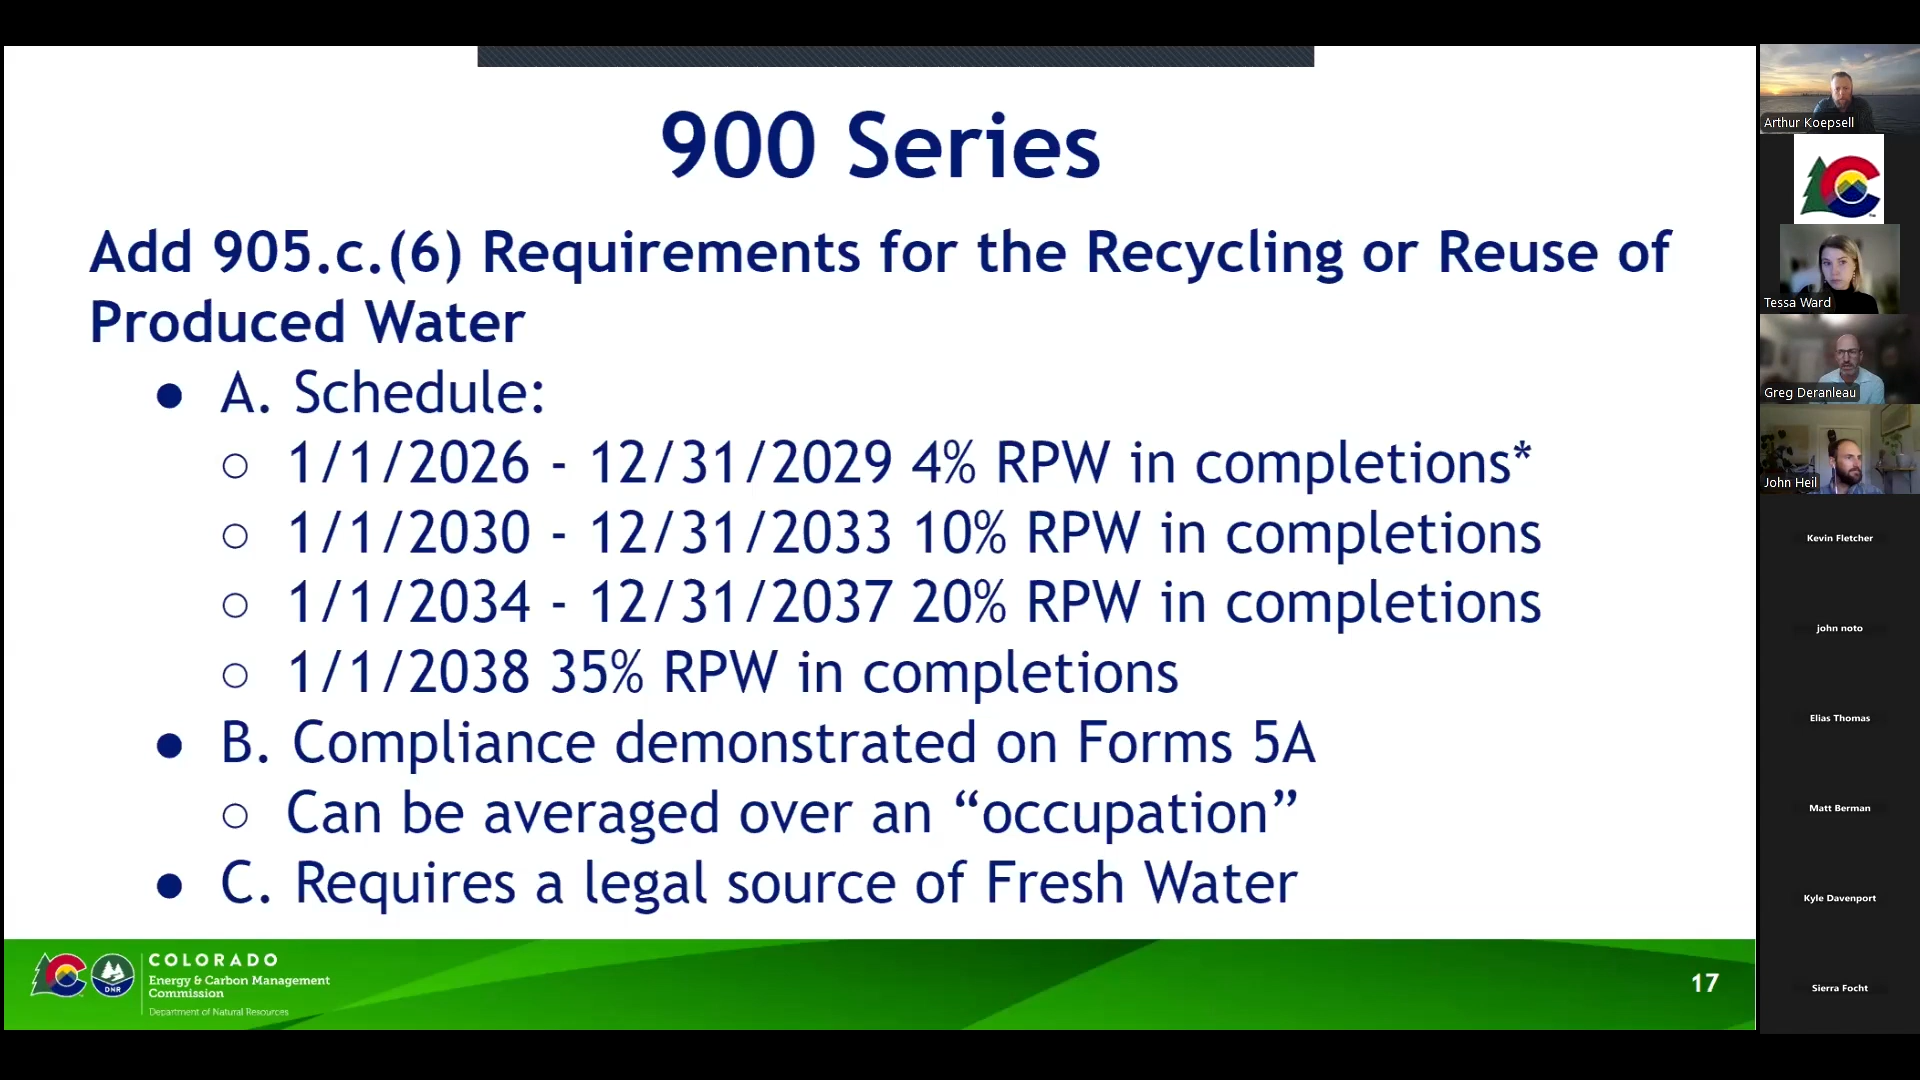 900 Series
Add 905.c.(6) Requirements for the Recycling or Reuse of
Produced Water
● A. Schedule:
○ 1/1/2026 - 12/31/2029 4% RPW in completions*
○ 1/1/2030 - 12/31/2033 10% RPW in completions
○ 1/1/2034 - 12/31/2037 20% RPW in completions
○ 1/1/2038 35% RPW in completions
● B. Compliance demonstrated on Forms 5A
○ Can be averaged over an “occupation”
● C. Requires a legal source of Fresh Water
DNR
COLORADO
Energy & Carbon Management
Commission
Department of Natural Resources
17
Arthur Koepsell
Tessa Ward
Greg Deranleau
John Heil
Kevin Fletcher
john noto
Elias Thomas
Matt Berman
Kyle Davenport
Sierra Focht